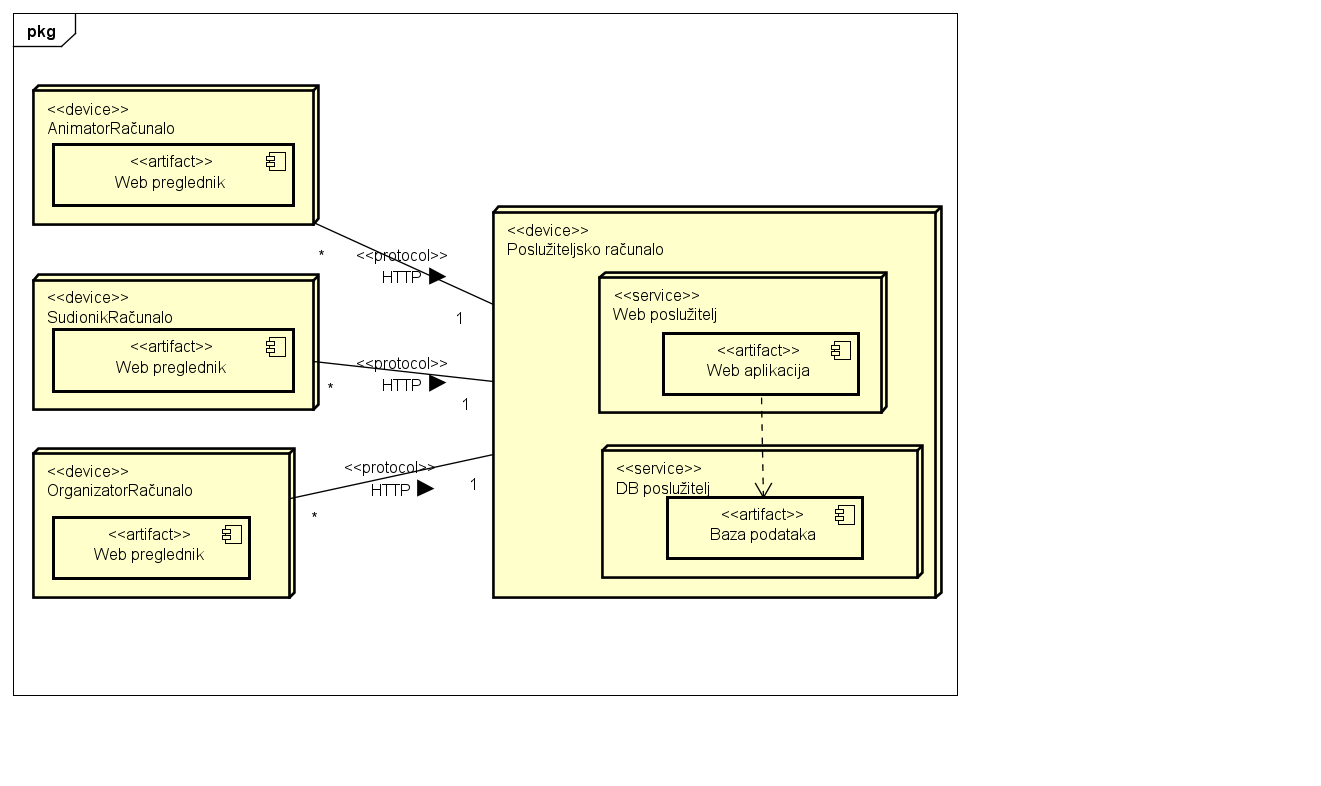 pkg
<<device>>
AnimatorRačunalo
<<artifact>>
Web preglednik
*
<<protocol>>
HTTP
1
<<device>>
SudionikRačunalo
<<artifact>>
Web preglednik
*
<<protocol>>
HTTP
1
<<device>>
OrganizatorRačunalo
<<artifact>>
Web preglednik
*
<<protocol>>
HTTP
1
<<device>>
Poslužiteljsko računalo
<<service>>
Web poslužitelj
<<artifact>>
Web aplikacija
<<service>>
DB poslužitelj
<<artifact>>
Baza podataka